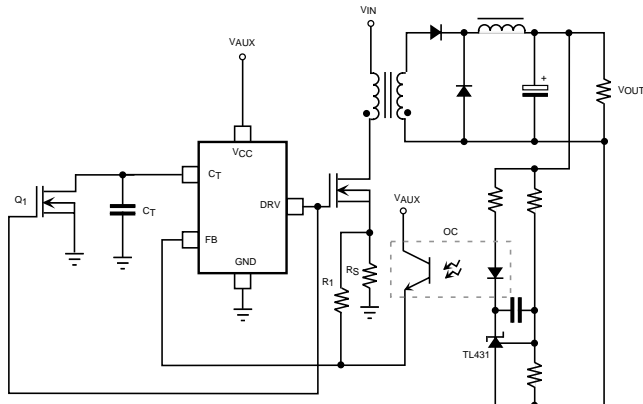 VIN
VAUX
VOUT
VCC
Q1
CT
CT
DRV
VAUX
OC
FB
GND
R1
RS
TL431
+